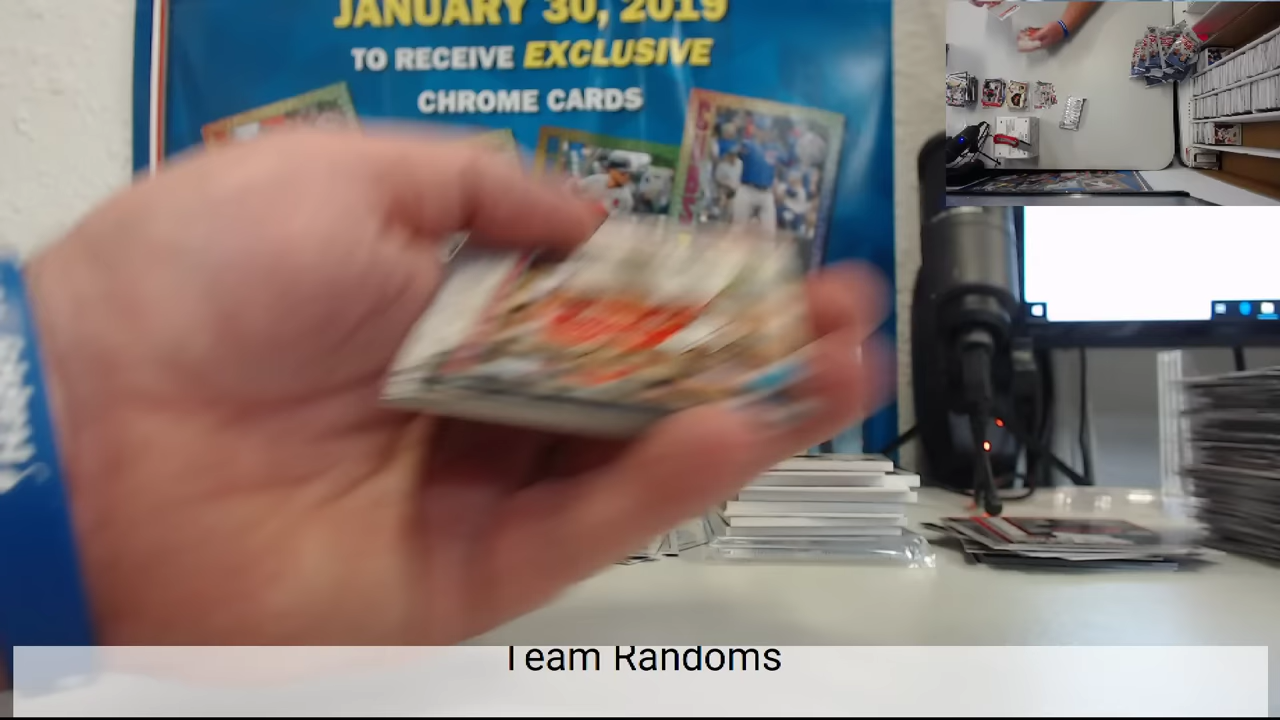 JANUARY 30, 2019
TO RECEIVE EXCLUSIVE
CHROME CARDS
Team Randoms